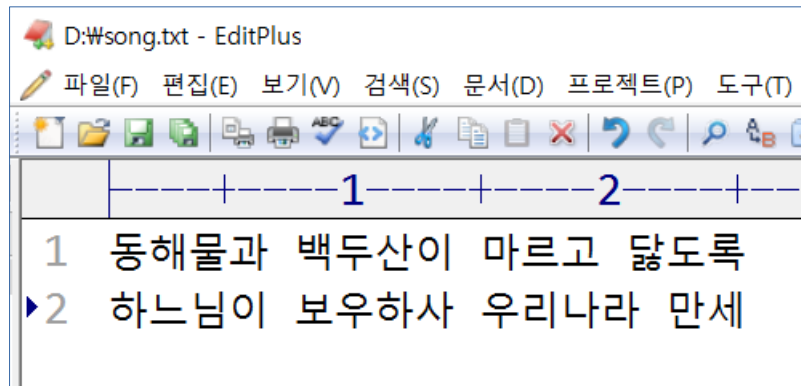 D:₩song.txt - EditPlus
파일(F) 편집(E) 보기(V) 검색(S) 문서(D) 프로젝트(P) 도구(T)
ABC
A B
----+----1----+----2----+--
1 동해물과 백두산이 마르고 닳도록
2 하느님이 보우하사 우리나라 만세